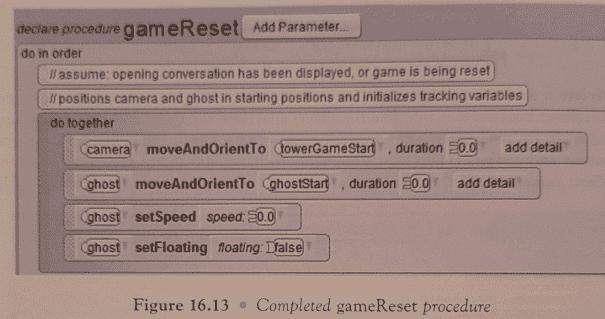 declare procedure gameReset Add Parameter...
do in order
// assume: opening conversation has been displayed, or game is being reset
// positions camera and ghost in starting positions and initializes tracking variables
do together
camera moveAndOrientTo towerGameStart , duration 0.0 add detail
ghost moveAndOrientTo ghostStart , duration 0.0 add detail
ghost setSpeed speed: 0.0
ghost setFloating floating: false
Figure 16.13 • Completed gameReset procedure